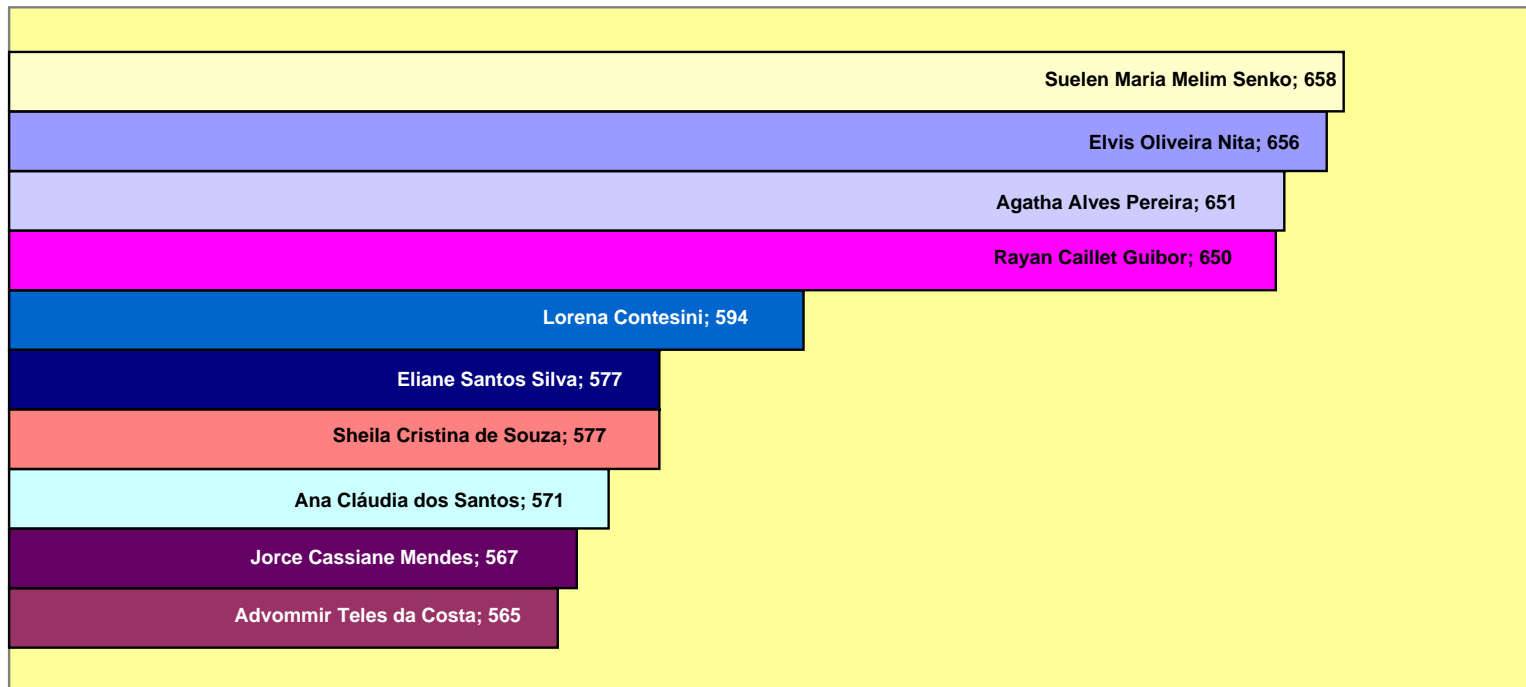 Suelen Maria Melim Senko; 658
Elvis Oliveira Nita; 656
Agatha Alves Pereira; 651
Rayan Caillet Guibor; 650
Lorena Contesini; 594
Eliane Santos Silva; 577
Sheila Cristina de Souza; 577
Ana Cláudia dos Santos; 571
Jorce Cassiane Mendes; 567
Advommir Teles da Costa; 565